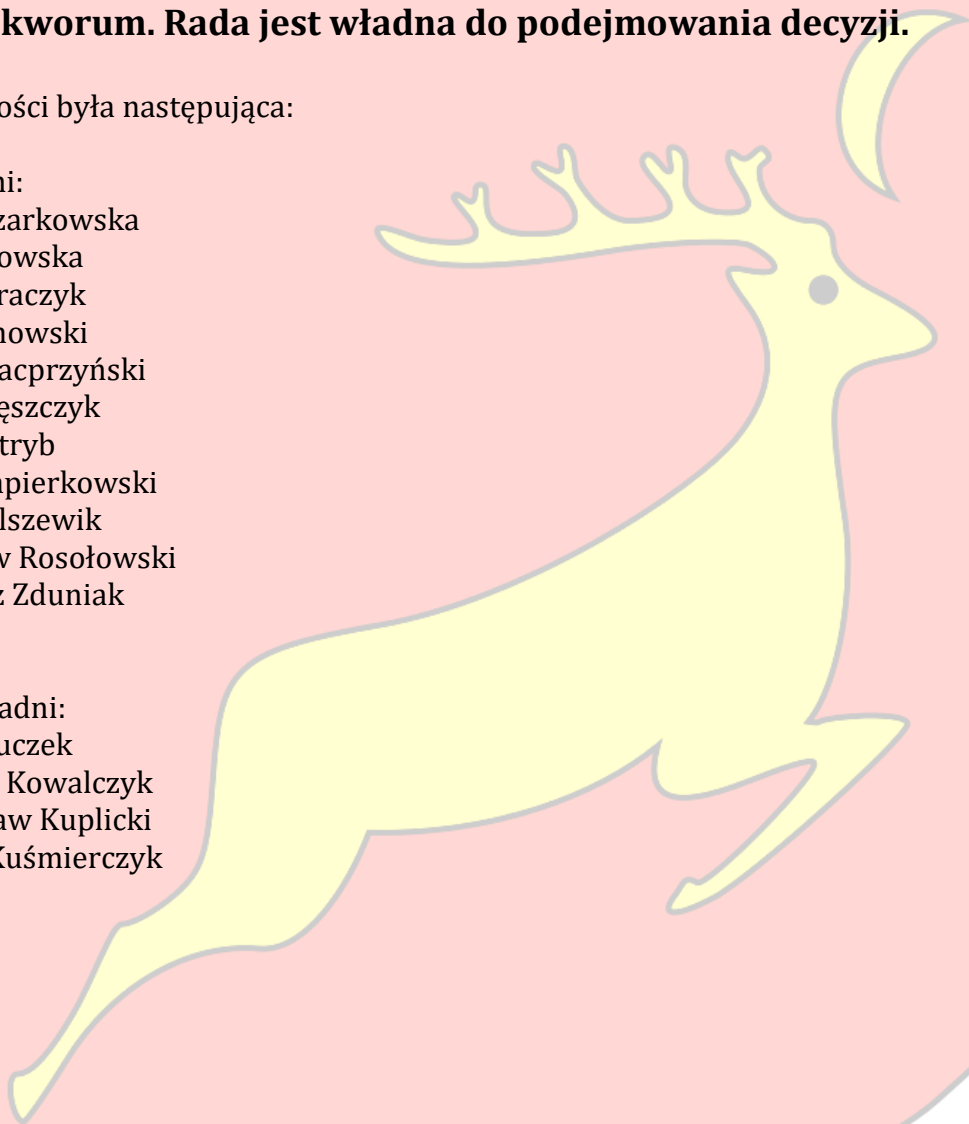 kworum. Rada jest władna do podejmowania decyzji.
ości była następująca:
ni:
zarkowska
owska
raczyk
nowski
acprzyński
ęszczyk
tryb
apierkowski
lszewik
w Rosołowski
z Zduniak
adni:
uczek
Kowalczyk
aw Kuplicki
Kuśmierczyk